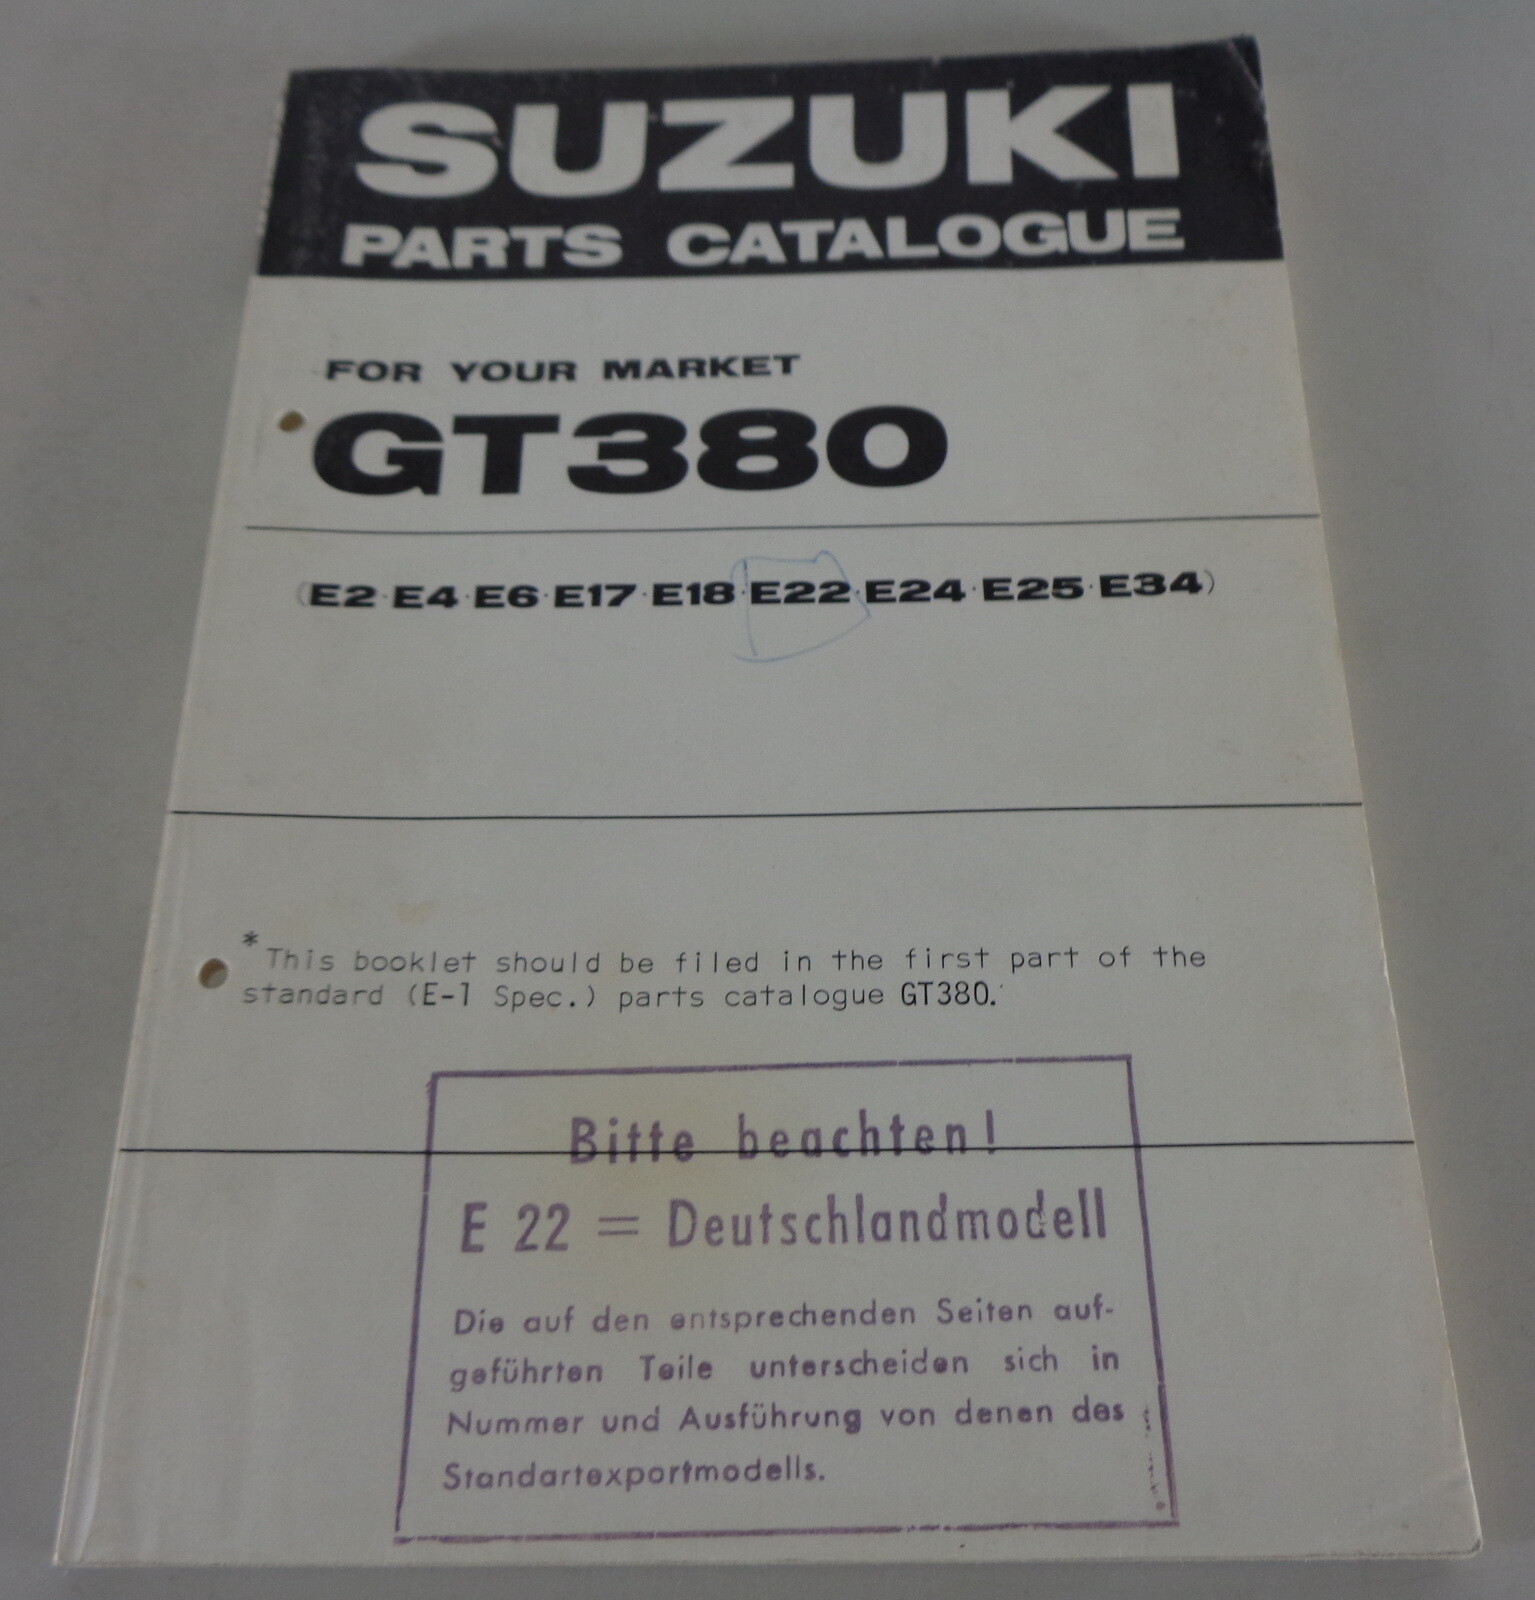 SUZUKI
PARTS CATALOGUE
FOR YOUR MARKET
GT380
(E2·E4·E6·E17·E18·E22·E24·E25·E34)
*This booklet should be filed in the first part of the
standard (E-1 Spec.) parts catalogue GT380.
Bitte beachten!
E 22 = Deutschlandmodell
Die auf den entsprechenden Seiten auf-
geführten Teile unterscheiden sich in
Nummer und Ausführung von denen des
Standartexportmodells.